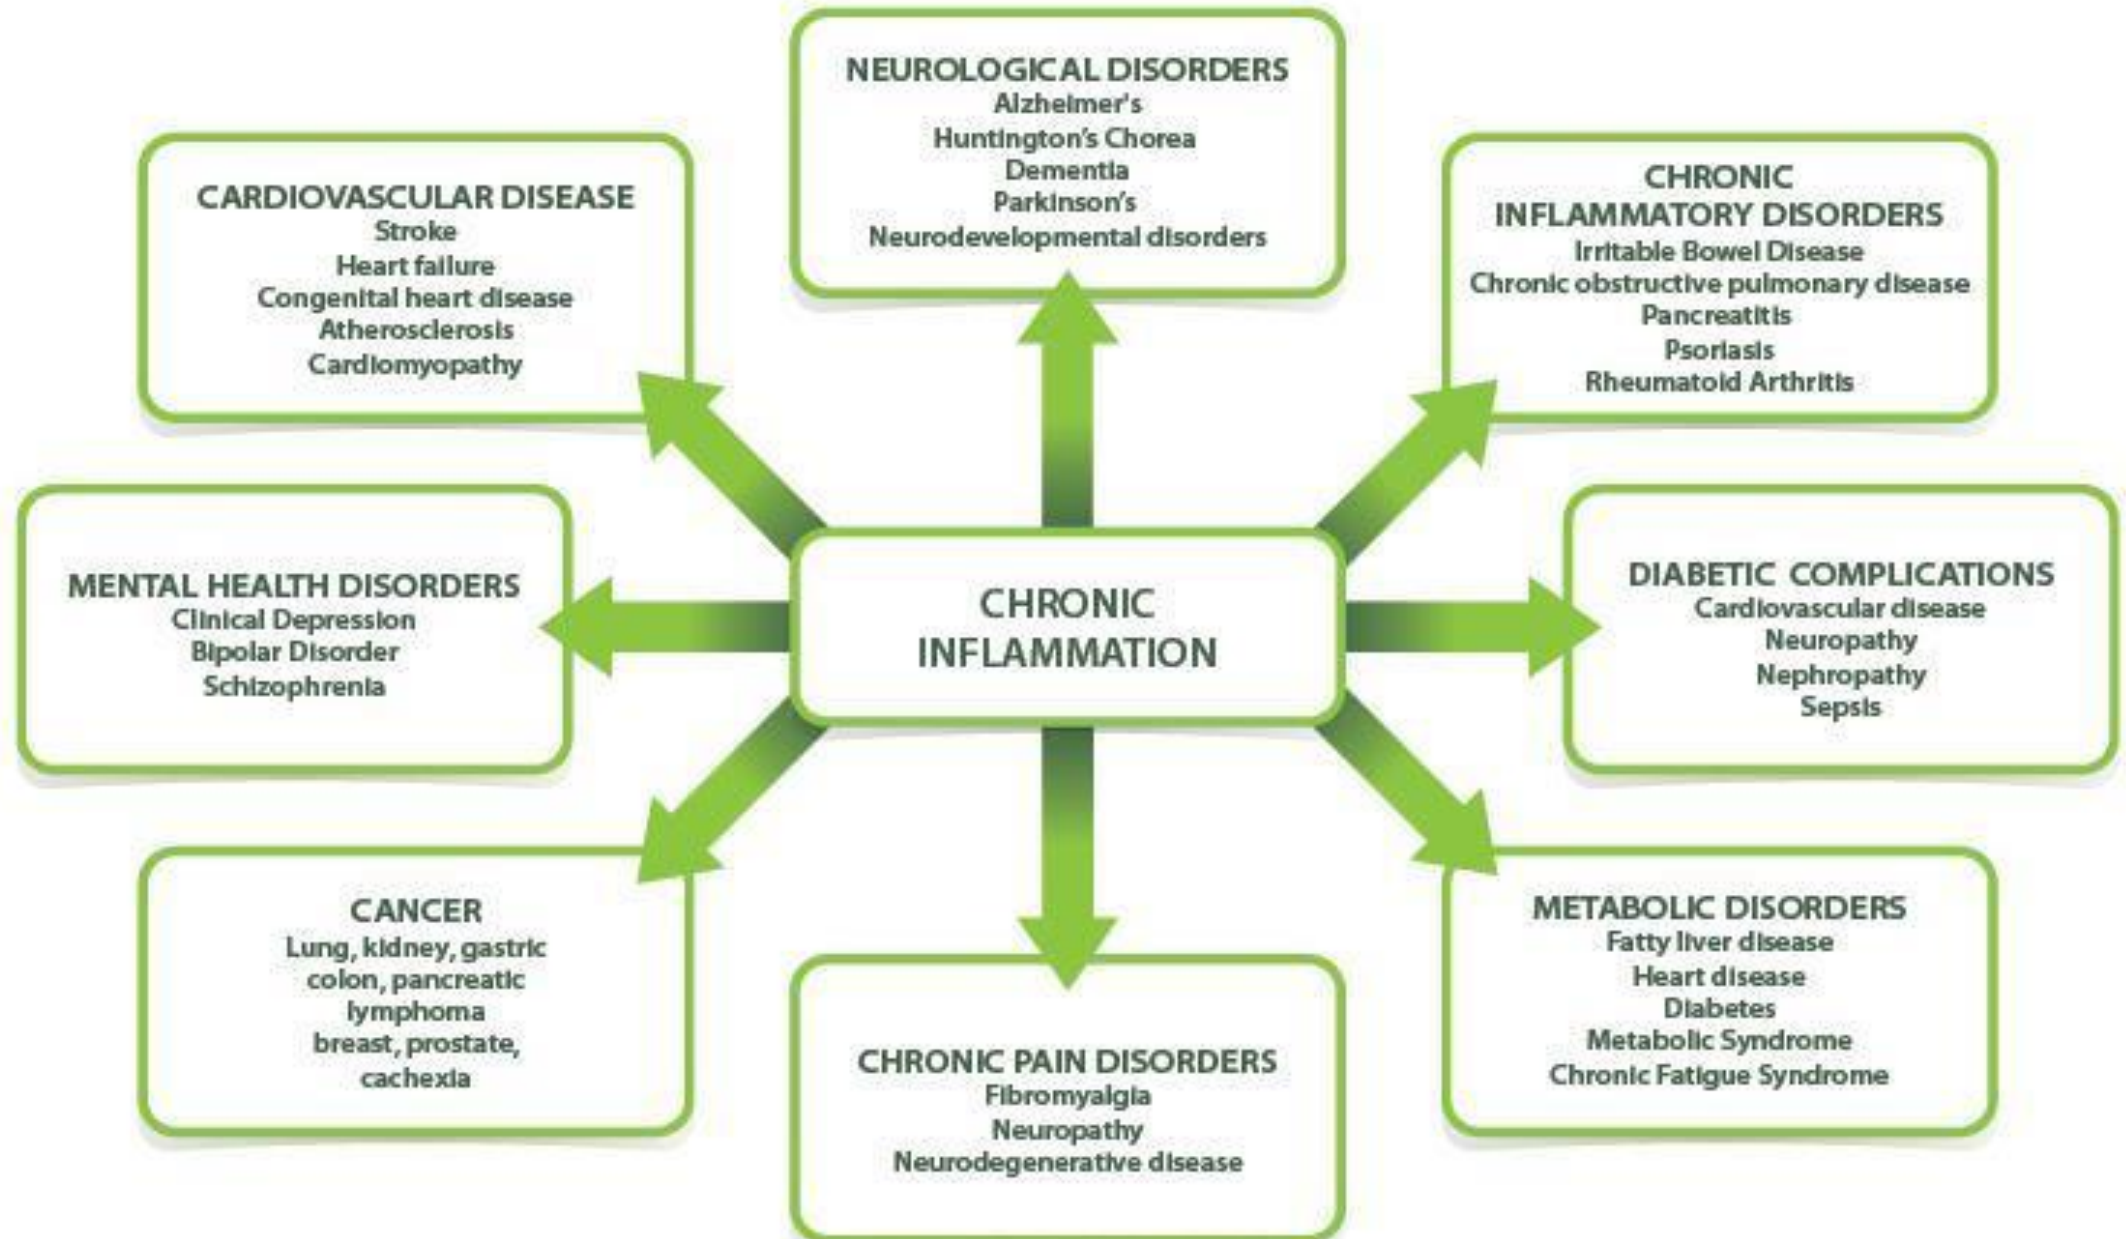 NEUROLOGICAL DISORDERS
Alzheimer's
Huntington's Chorea
Dementia
Parkinson's
Neurodevelopmental disorders
CARDIOVASCULAR DISEASE
Stroke
Heart failure
Congenital heart disease
Atherosclerosis
Cardiomyopathy
CHRONIC
INFLAMMATORY DISORDERS
Irritable Bowel Disease
Chronic obstructive pulmonary disease
Pancreatitis
Psoriasis
Rheumatoid Arthritis
MENTAL HEALTH DISORDERS
Clinical Depression
Bipolar Disorder
Schizophrenia
CHRONIC
INFLAMMATION
DIABETIC COMPLICATIONS
Cardiovascular disease
Neuropathy
Nephropathy
Sepsis
CANCER
Lung, kidney, gastric
colon, pancreatic
lymphoma
breast, prostate,
cachexia
CHRONIC PAIN DISORDERS
Fibromyalgia
Neuropathy
Neurodegenerative disease
METABOLIC DISORDERS
Fatty liver disease
Heart disease
Diabetes
Metabolic Syndrome
Chronic Fatigue Syndrome